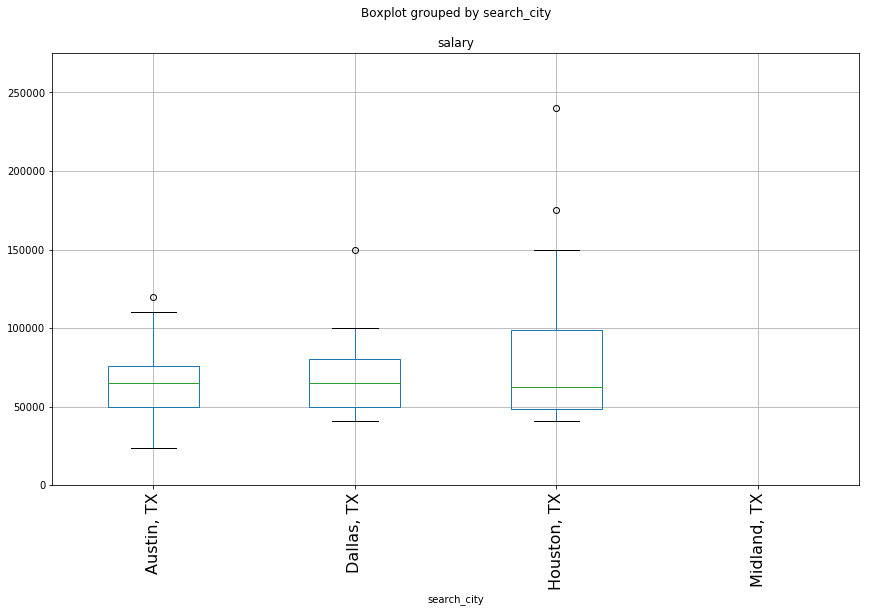 Boxplot grouped by search_city
salary
250000
200000
150000
100000
50000
0
Austin, TX
Dallas, TX
Houston, TX
Midland, TX
search_city